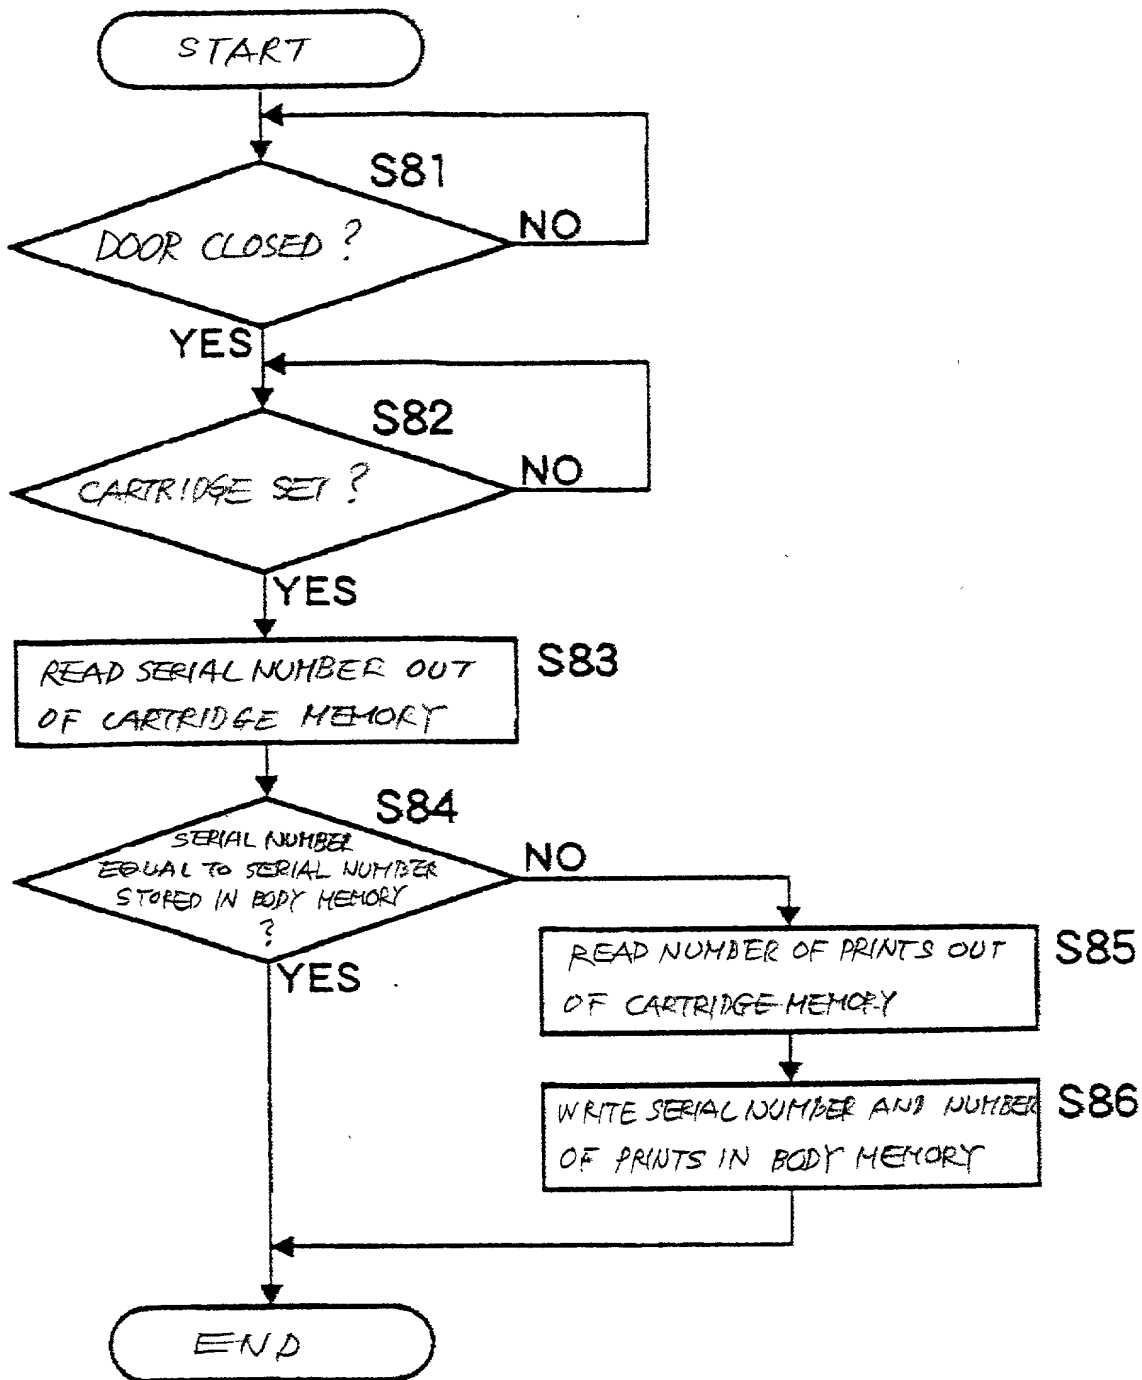 START
S81
DOOR CLOSED ?
NO
YES
S82
CARTRIDGE SET ?
NO
YES
READ SERIAL NUMBER OUT
OF CARTRIDGE MEMORY
S83
S84
SERIAL NUMBER
EQUAL TO SERIAL NUMBER
STORED IN BODY MEMORY
?
NO
YES
READ NUMBER OF PRINTS OUT
OF CARTRIDGE MEMORY
S85
WRITE SERIAL NUMBER AND NUMBER
OF PRINTS IN BODY MEMORY
S86
END